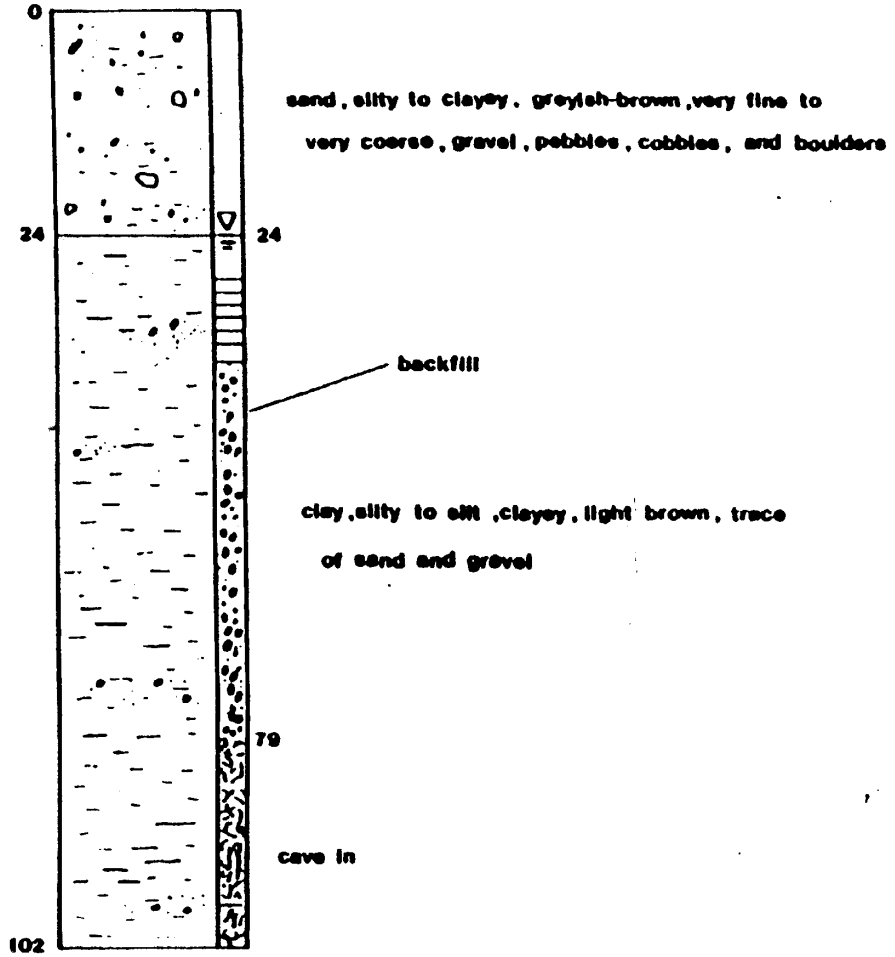 0
sand, silty to clayey, greyish-brown, very fine to
very coarse, gravel, pebbles, cobbles, and boulders
24
24
backfill
clay, silty to silt, clayey, light brown, trace
of sand and gravel
79
cave in
102